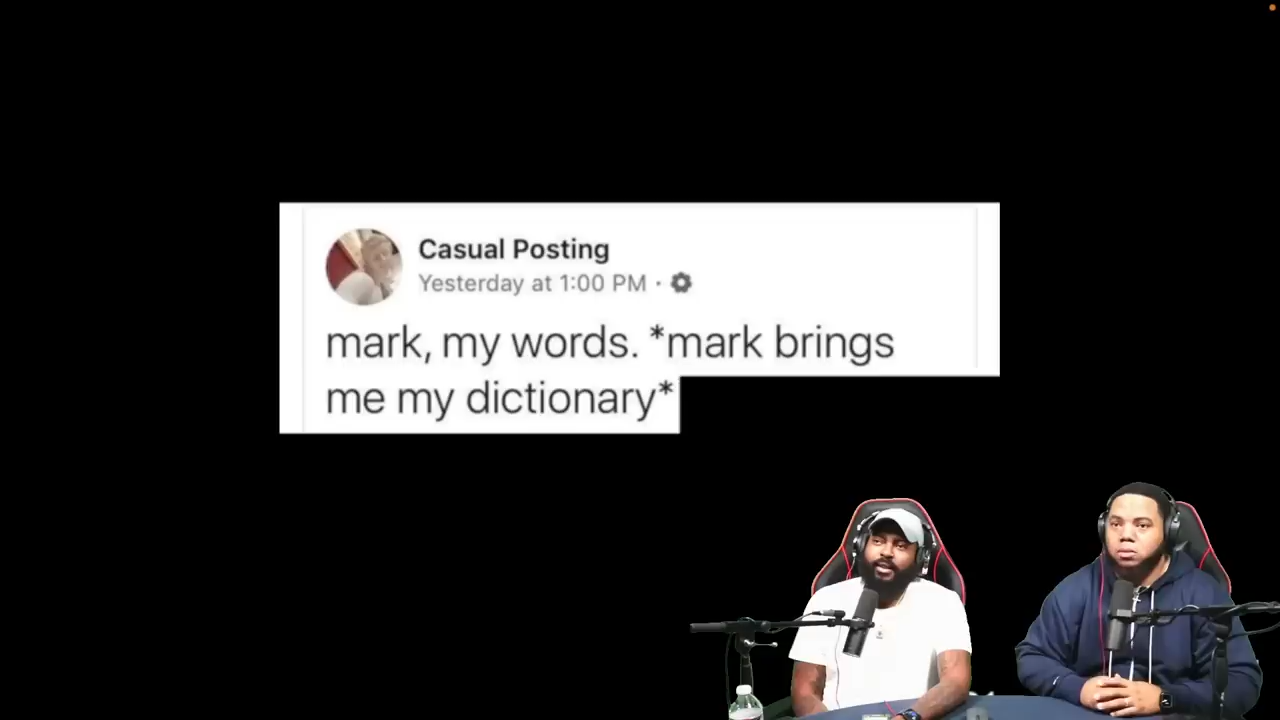 Casual Posting
Yesterday at 1:00 PM ·
mark, my words. *mark brings
me my dictionary*